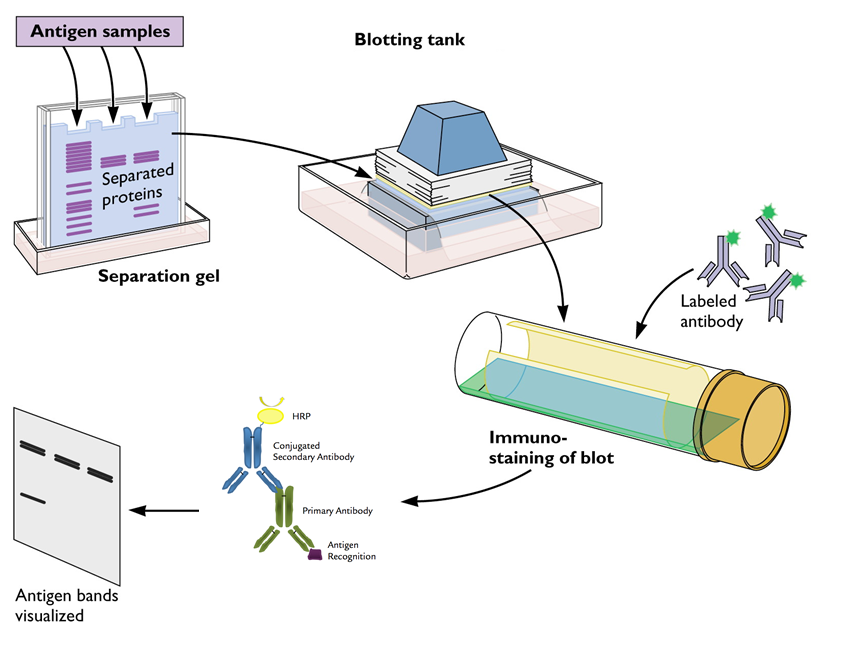 Antigen samples
Blotting tank
Separated
proteins
Separation gel
Labeled
antibody
Immuno-
staining of blot
HRP
Conjugated
Secondary Antibody
Primary Antibody
Antigen
Recognition
Antigen bands
visualized